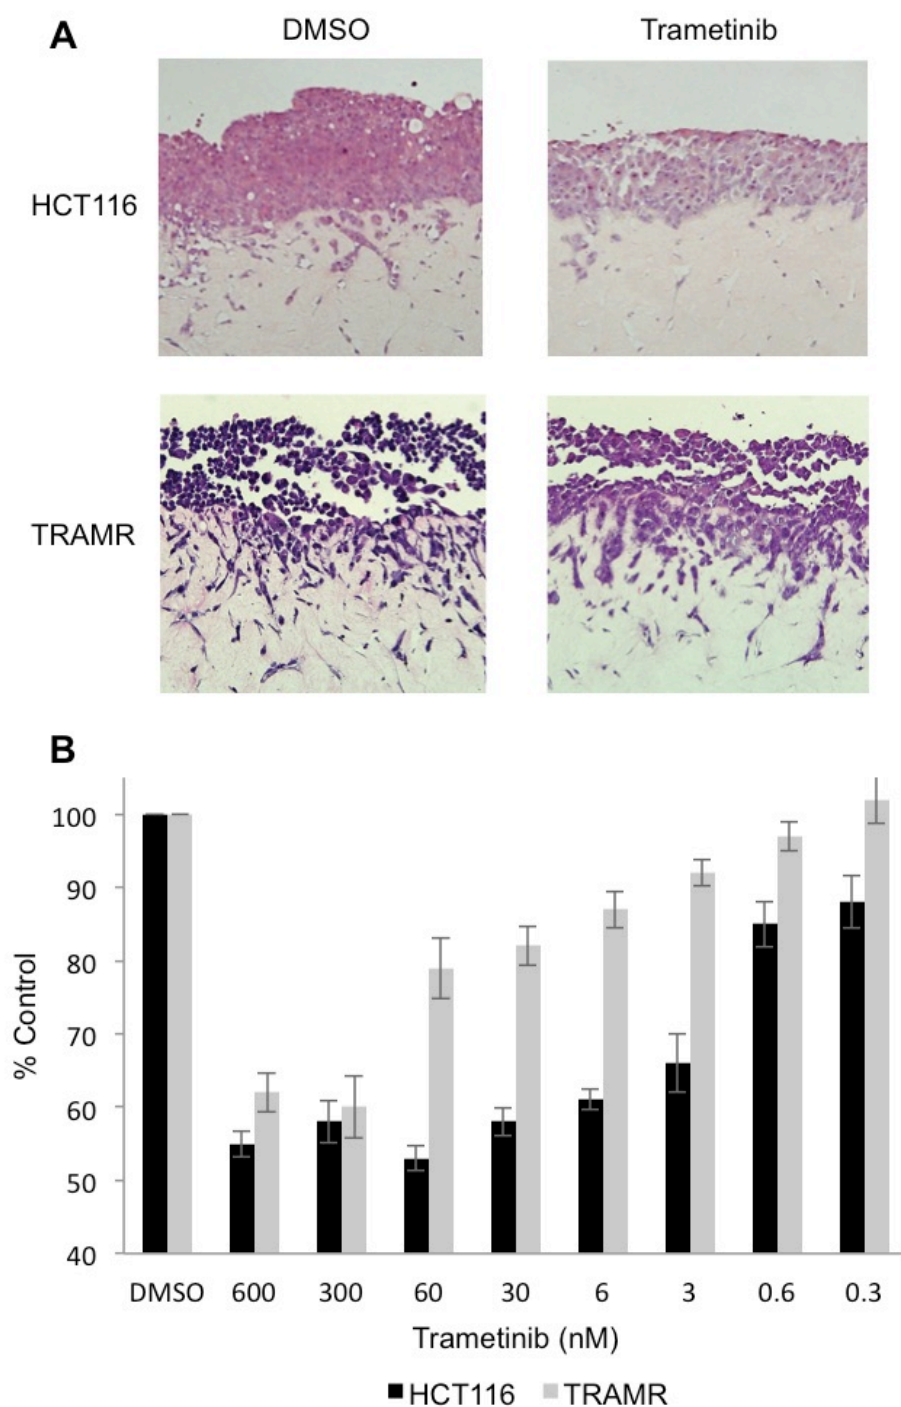 A
DMSO Trametinib
HCT116
TRAMR
B
% Control
100
90
80
70
60
50
40
DMSO 600 300 60 30 6 3 0.6 0.3
Trametinib (nM)
HCT116 TRAMR